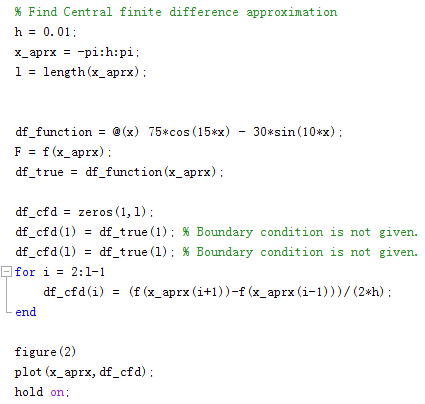 % Find Central finite difference approximation
h = 0.01;
x_aprx = -pi:h:pi;
l = length(x_aprx);
df_function = @(x) 75*cos(15*x) - 30*sin(10*x);
F = f(x_aprx);
df_true = df_function(x_aprx);
df_cfd = zeros(1,l);
df_cfd(1) = df_true(1); % Boundary condition is not given.
df_cfd(l) = df_true(l); % Boundary condition is not given.
for i = 2:l-1
df_cfd(i) = (f(x_aprx(i+1))-f(x_aprx(i-1)))/(2*h);
end
figure(2)
plot(x_aprx,df_cfd);
hold on;